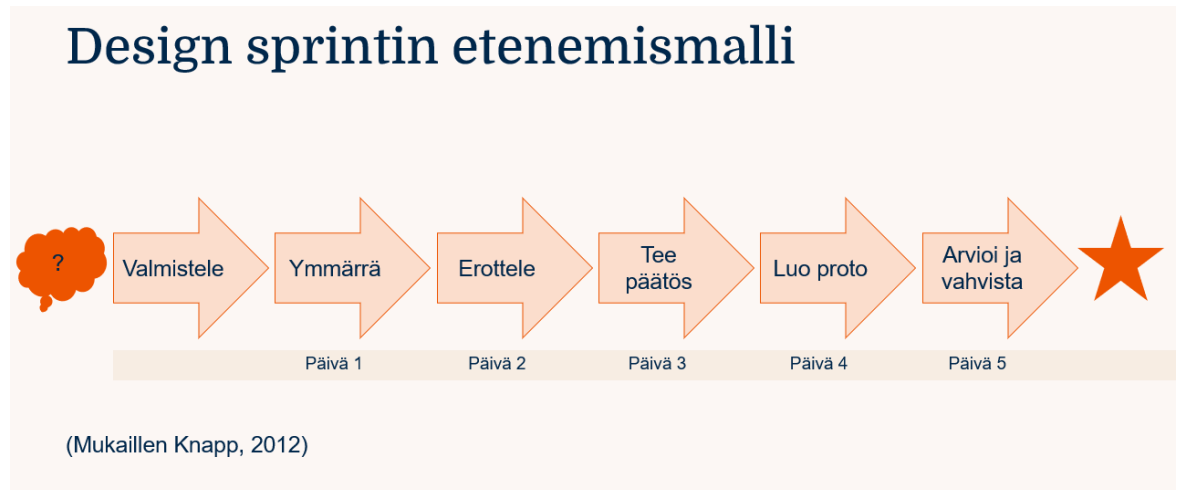 Design sprintin etenemismalli
?
Valmistele
Ymmärrä
Erottele
Tee
päätös
Luo proto
Arvioi ja
vahvista
Päivä 1
Päivä 2
Päivä 3
Päivä 4
Päivä 5
(Mukaillen Knapp, 2012)